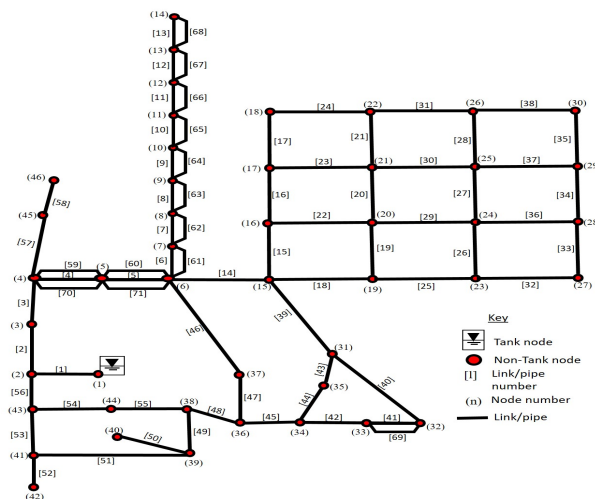 (14)
[13] [68]
(13)
[12] [67]
(12)
[11] [66]
(11)
[10] [65]
(10)
[9] [64]
(9)
[8] [63]
(8)
[7] [62]
(7)
[6] [61]
(6)
(18) [24] (22) [31] (26) [38] (30)
[17] [21] [28] [35]
(17) [23] (21) [30] (25) [37] (29
[16] [20] [27] [34]
(16) [22] (20) [29] (24) [36] (28
[15] [19] [26] [33]
[14] (15) [18] (19) [25] (23) [32] (27)
(46)
[58]
(45)
[57]
[59] (5) [60]
(4) [4] [5]
[70] [71]
[3]
(3)
[2]
(2) [1] (1)
[56]
(43) [54] (44) [55] (38) [48]
[53] (40) [50] [49]
(41) [51] (39)
[52]
(42)
[46] [39]
(37) (31)
[43] [40]
[47] (35)
[44]
(36) [45] (34) [42] (33) [41] (32)
[69]
Key
Tank node
Non-Tank node
[l] Link/pipe
number
(n) Node number
Link/pipe